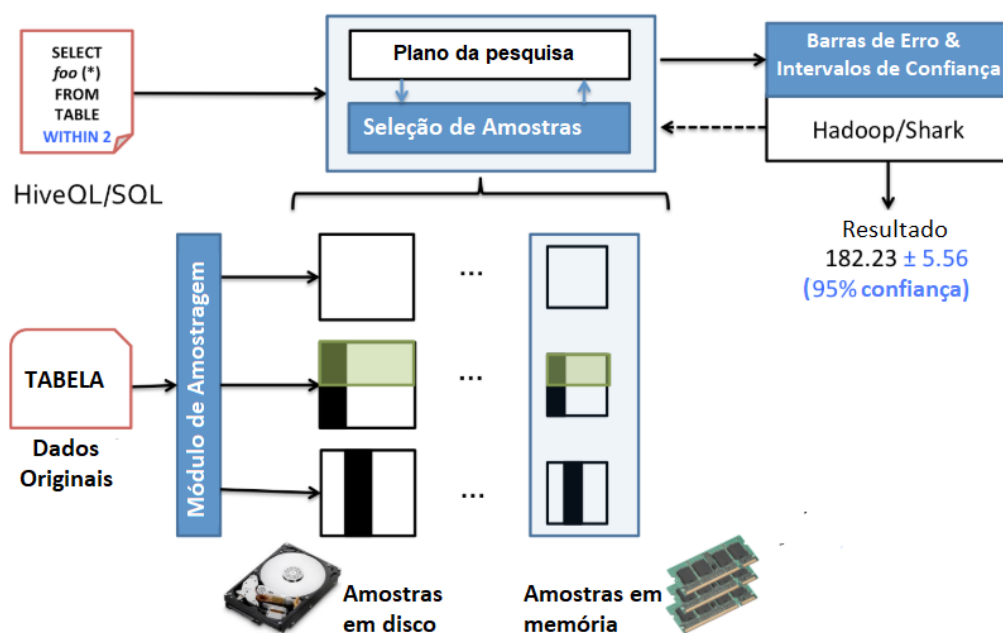 SELECT
foo (*)
FROM
TABLE
WITHIN 2
HiveQL/SQL
Plano da pesquisa
Seleção de Amostras
Barras de Erro &
Intervalos de Confiança
Hadoop/Shark
Resultado
182.23 ± 5.56
(95% confiança)
TABELA
Dados
Originais
Módulo de Amostragem
...
...
...
Amostras
em disco
Amostras em
memória